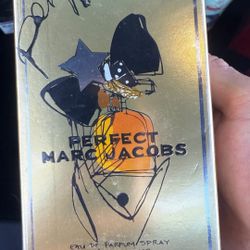 PERFECT
MARC JACOBS
EAU DE PARFUM SPRAY